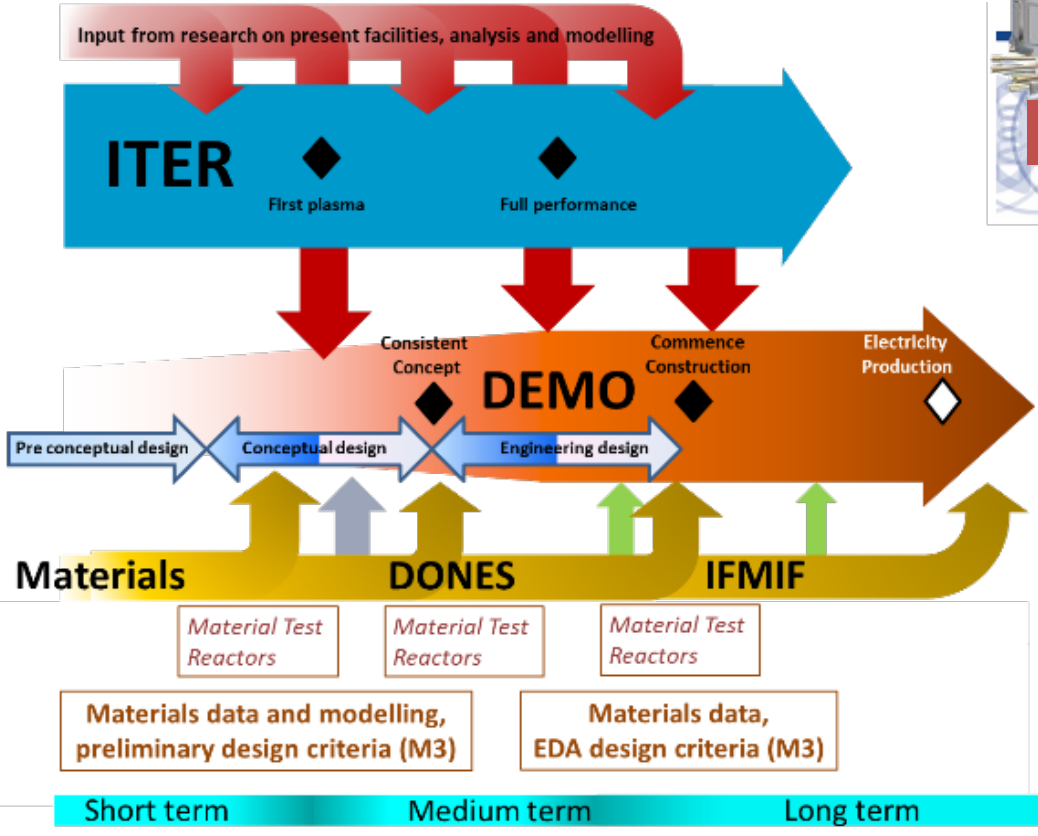 Input from research on present facilities, analysis and modelling
ITER
First plasma
Full performance
Consistent
Concept
DEMO
Commence
Construction
Electricity
Production
Pre conceptual design
Conceptual design
Engineering design
Materials
DONES
IFMIF
Material Test
Reactors
Material Test
Reactors
Material Test
Reactors
Materials data and modelling,
preliminary design criteria (M3)
Materials data,
EDA design criteria (M3)
Short term
Medium term
Long term